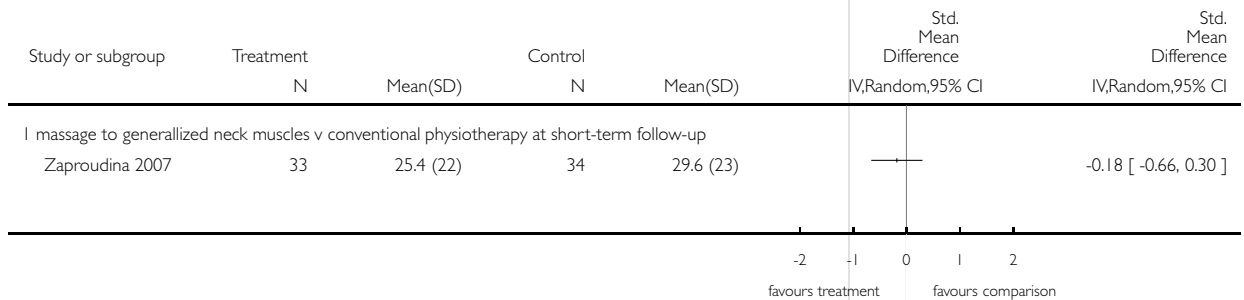 Study or subgroup Treatment Control Std. Mean Difference Std. Mean Difference
N Mean(SD) N Mean(SD) IV,Random,95% CI IV,Random,95% CI
1 massage to generallized neck muscles v conventional physiotherapy at short-term follow-up
Zaproudina 2007 33 25.4 (22) 34 29.6 (23) -0.18 [ -0.66, 0.30 ]
-2 -1 0 1 2
favours treatment favours comparison